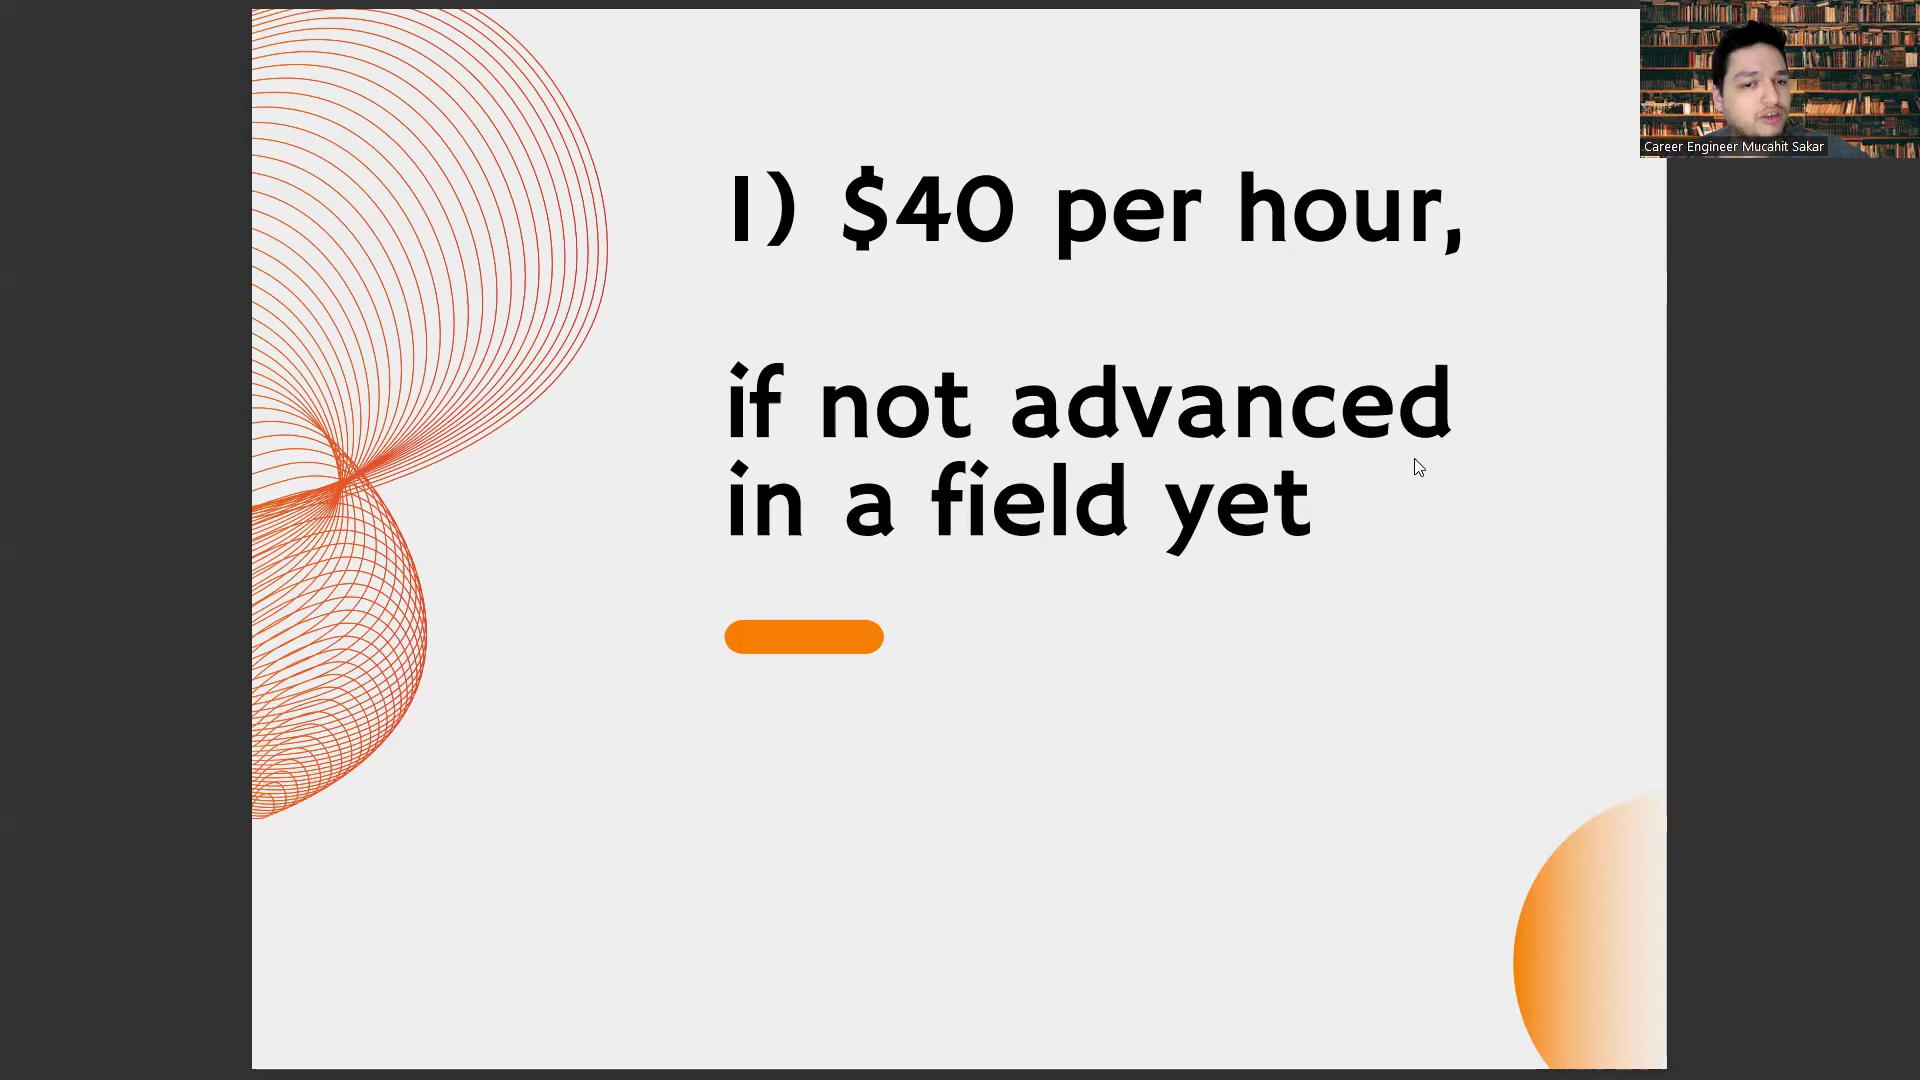 Career Engineer Mucahit Sakar
1) $40 per hour,
if not advanced
in a field yet